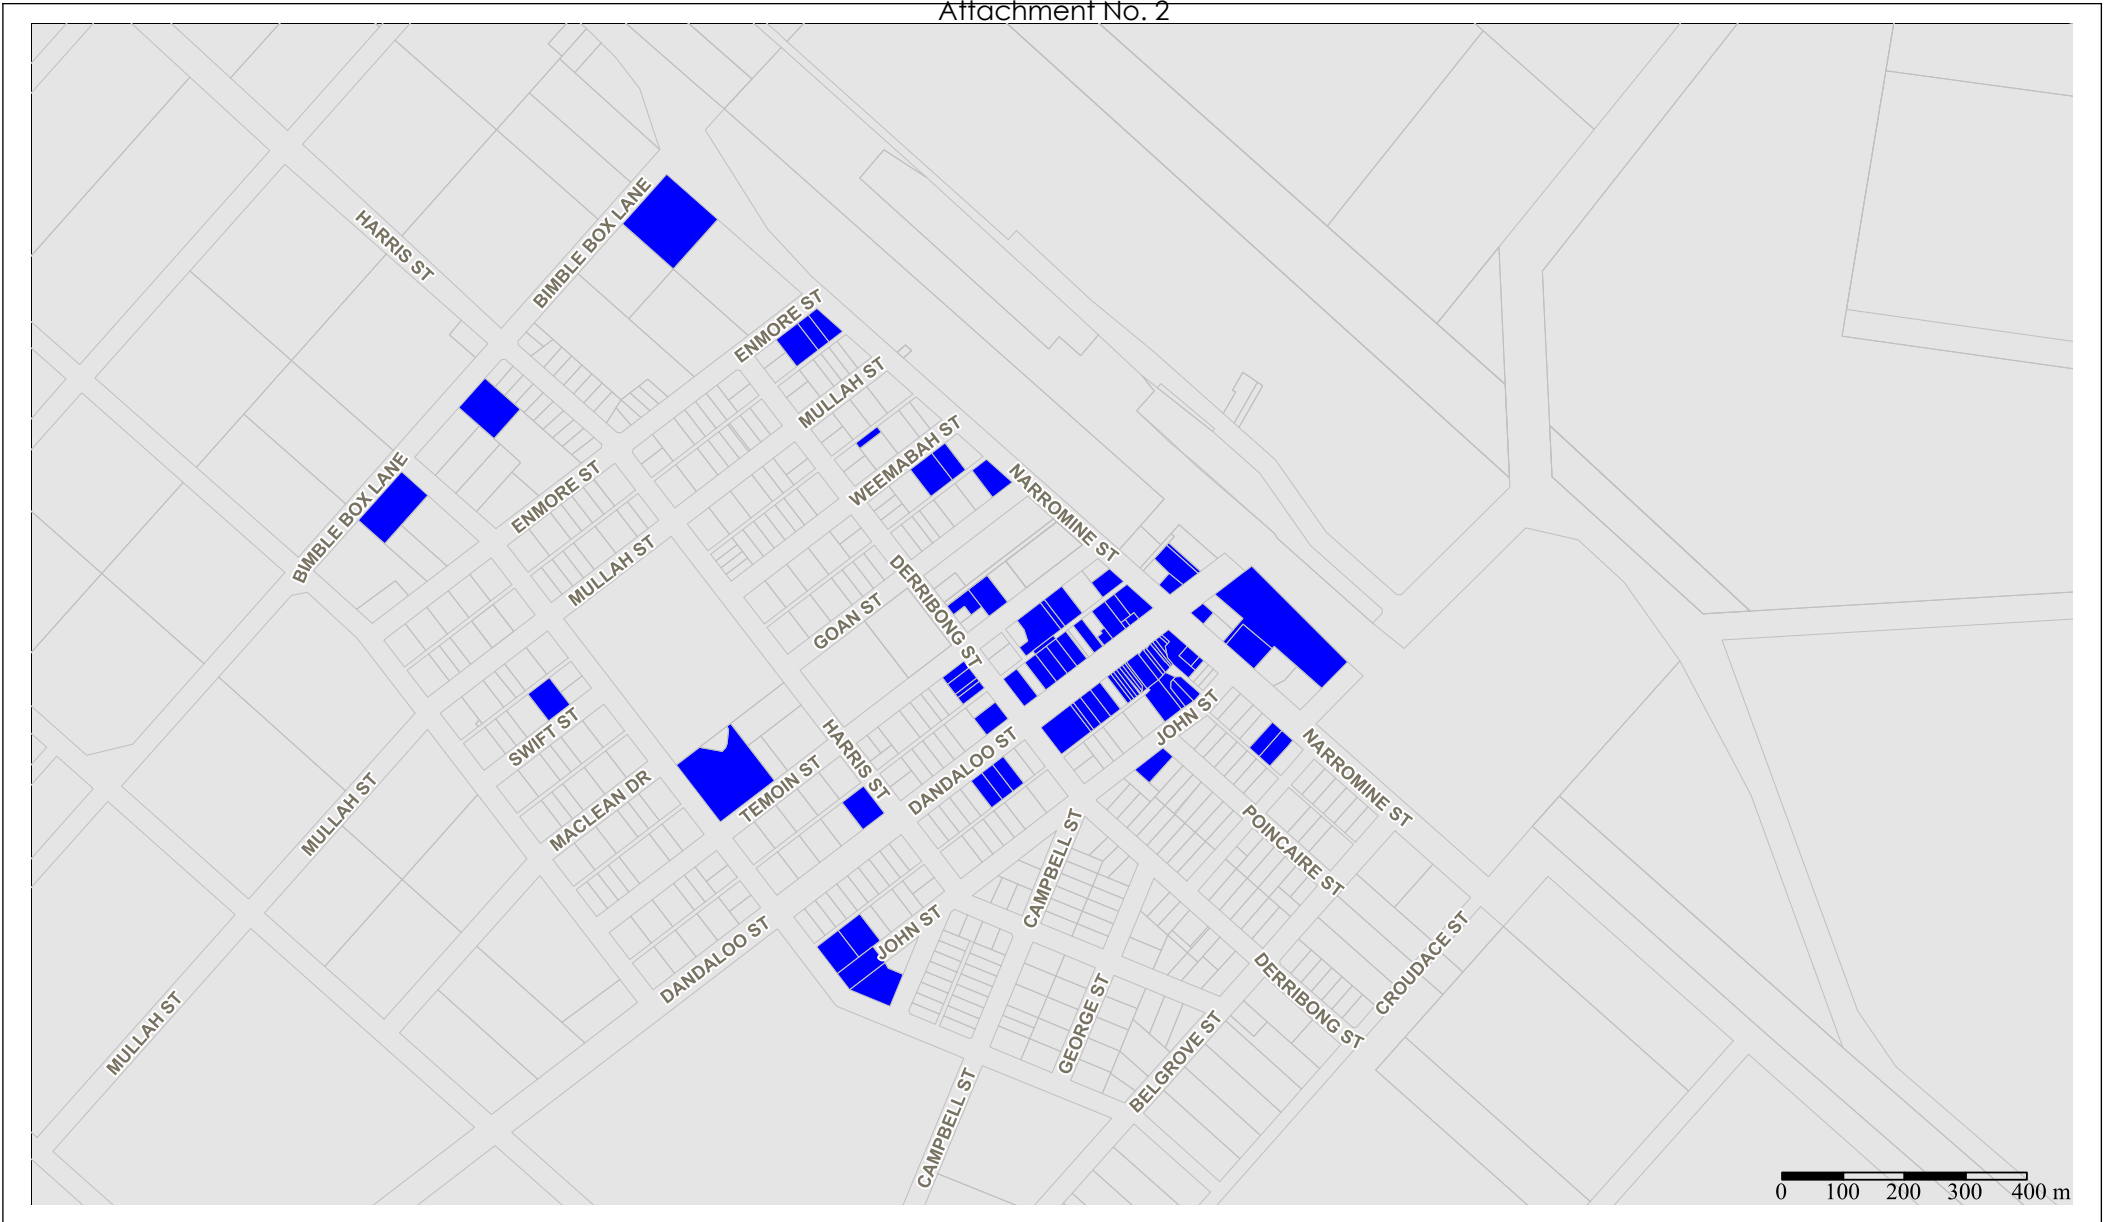 Attachment No. 2
HARRIS ST
BIMBLE BOX LANE
ENMORE ST
MULLAH ST
WEEMABAH ST
NARROMINE ST
BIMBLE BOX LANE
ENMORE ST
MULLAH ST
DERRIBONG ST
GOAN ST
SWIFT ST
HARRIS ST
JOHN ST
DANDALOO ST
NARROMINE ST
MULLAH ST
MACLEAN DR
TEMOIN ST
CAMPBELL ST
POINCAIRE ST
DANDALOO ST
JOHN ST
CROUDACE ST
DERRIBONG ST
GEORGE ST
MULLAH ST
BELGROVE ST
CAMPBELL ST
0 100 200 300 400 m